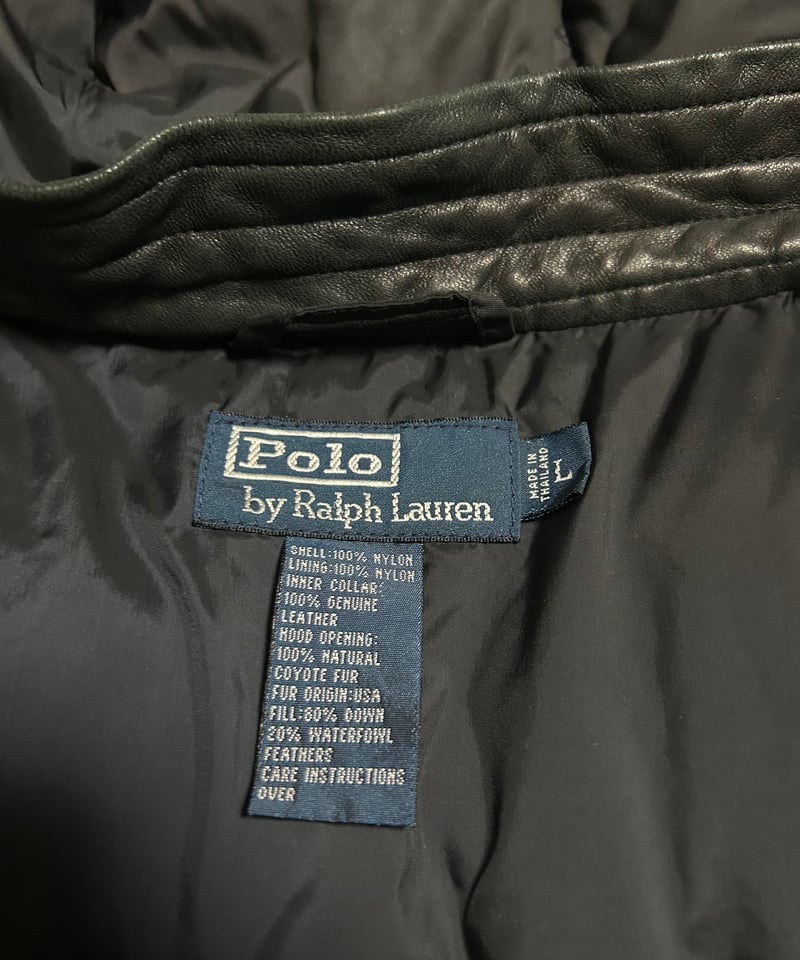 Polo
by Ralph Lauren
MADE IN
THAILAND
L
SHELL:100% NYLON
LINING:100% NYLON
INNER COLLAR:
100% GENUINE
LEATHER
HOOD OPENING:
100% NATURAL
COYOTE FUR
FUR ORIGIN:USA
FILL:80% DOWN
20% WATERFOWL
FEATHERS
CARE INSTRUCTIONS
OVER